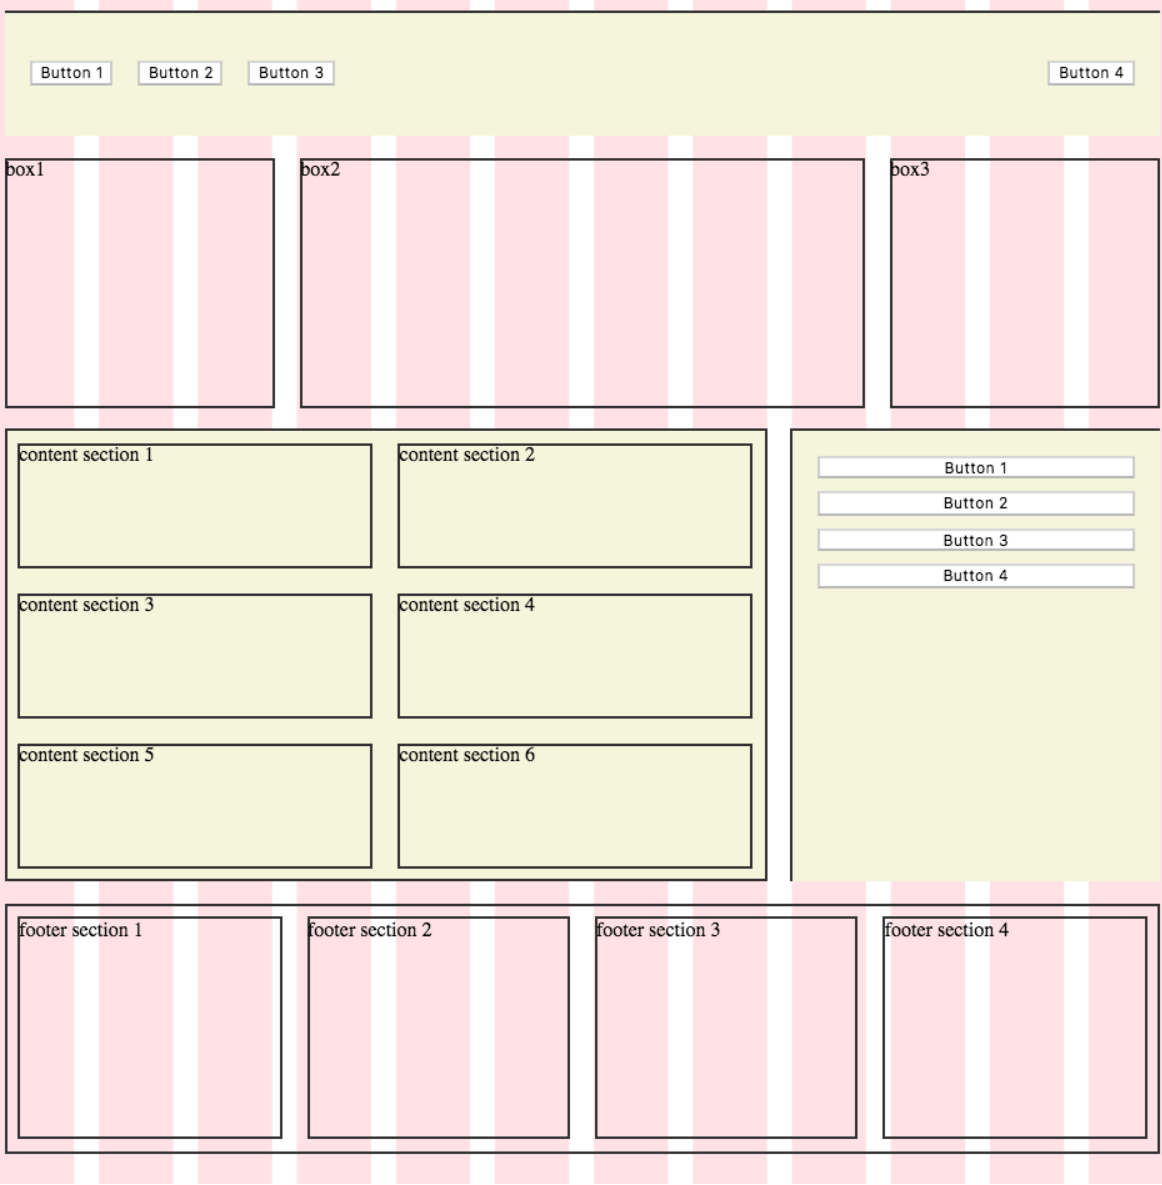 Button 1 Button 2 Button 3 Button 4
box1 box2 box3
content section 1 content section 2
content section 3 content section 4
content section 5 content section 6
Button 1
Button 2
Button 3
Button 4
footer section 1 footer section 2 footer section 3 footer section 4